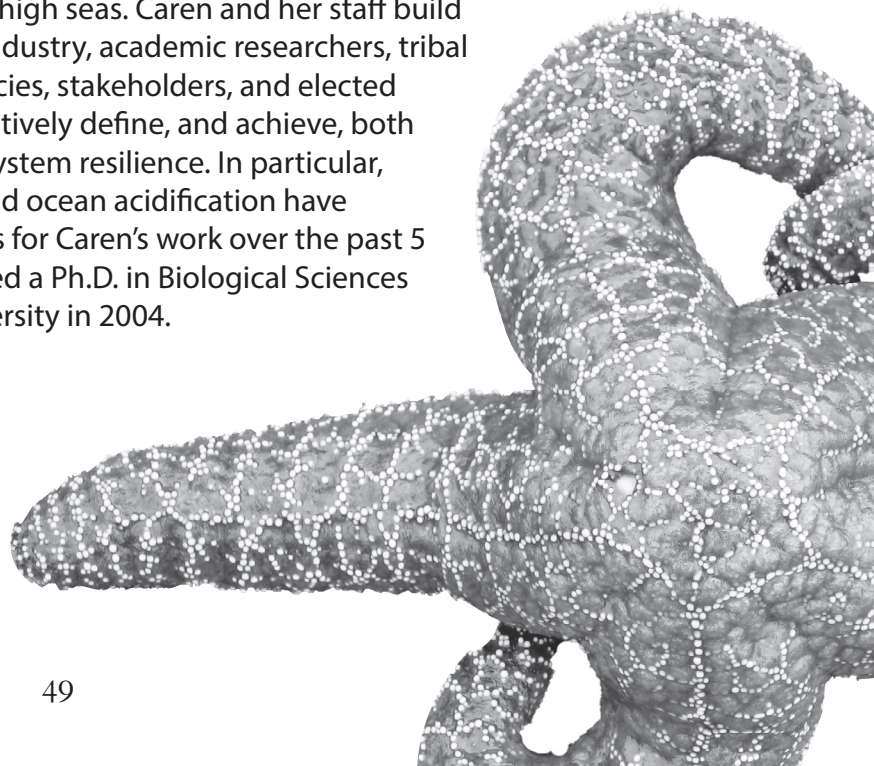 high seas. Caren and her staff build
dustry, academic researchers, tribal
cies, stakeholders, and elected
tively define, and achieve, both
ystem resilience. In particular,
d ocean acidification have
s for Caren's work over the past 5
ed a Ph.D. in Biological Sciences
ersity in 2004.
49